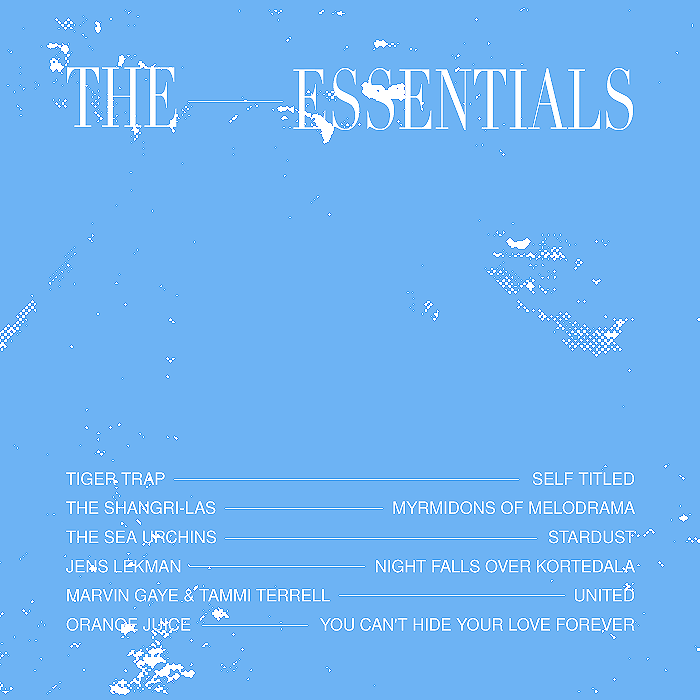 THE ESSENTIALS
TIGER TRAP SELF TITLED
THE SHANGRI-LAS MYRMIDONS OF MELODRAMA
THE SEA URCHINS STARDUST
JENS LEKMAN NIGHT FALLS OVER KORTEDALA
MARVIN GAYE & TAMMI TERRELL UNITED
ORANGE JUICE YOU CAN'T HIDE YOUR LOVE FOREVER